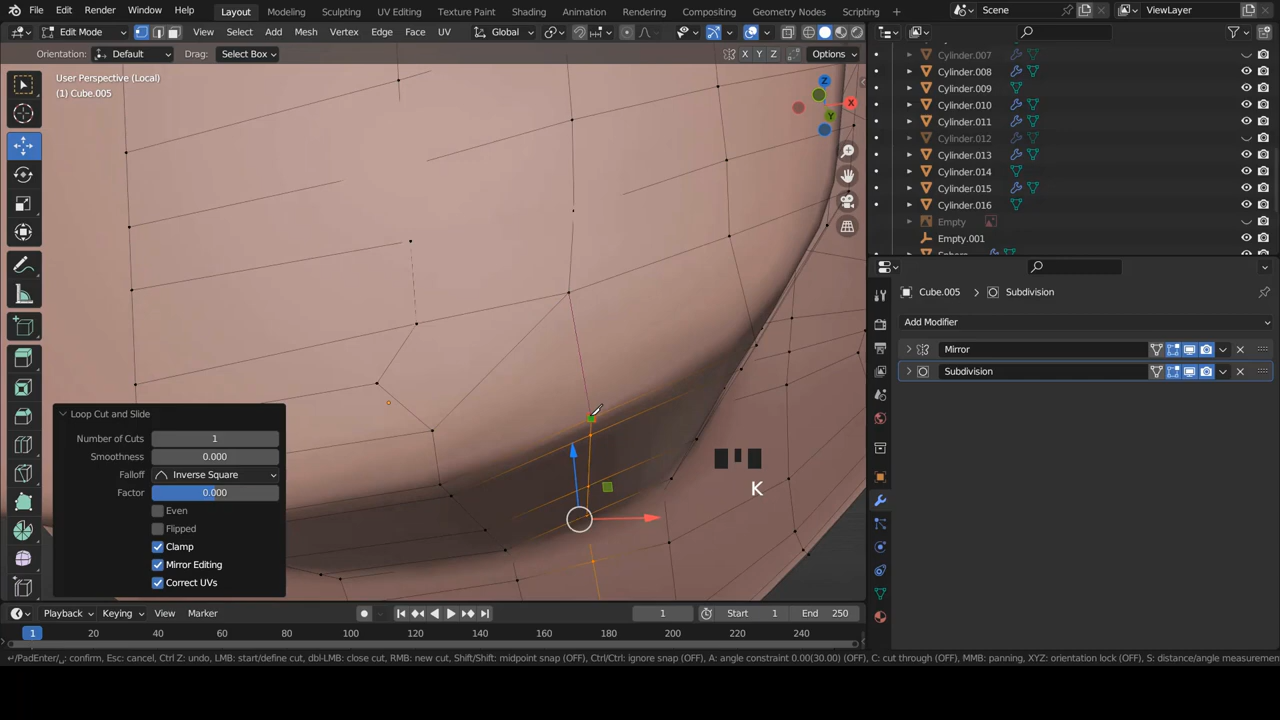 File Edit Render Window Help Layout Modeling Sculpting UV Editing Texture Paint Shading Animation Rendering Compositing Geometry Nodes Scripting Scene ViewLayer
Edit Mode View Select Add Mesh Vertex Edge Face UV Global
Orientation: Default Drag: Select Box X Y Z Options
User Perspective (Local)
(1) Cube.005
Z
X
Y
Cylinder.007
Cylinder.008
Cylinder.009
Cylinder.010
Cylinder.011
Cylinder.012
Cylinder.013
Cylinder.014
Cylinder.015
Cylinder.016
Empty
Empty.001
Cube.005 > Subdivision
Add Modifier
Mirror
Subdivision
Loop Cut and Slide
Number of Cuts 1
Smoothness 0.000
Falloff Inverse Square
Factor 0.000
Even
Flipped
Clamp
Mirror Editing
Correct UVs
K
Playback Keying View Marker 1 Start 1 End 250
1 20 40 60 80 100 120 140 160 180 200 220 240
↵/PadEnter/␣: confirm, Esc: cancel, Ctrl Z: undo, LMB: start/define cut, dbl-LMB: close cut, RMB: new cut, Shift/Shift: midpoint snap (OFF), Ctrl/Ctrl: ignore snap (OFF), A: angle constraint 0.00(30.00) (OFF), C: cut through (OFF), MMB: panning, XYZ: orientation lock (OFF), S: distance/angle measuremen